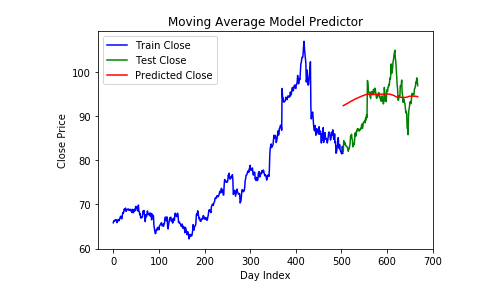 Moving Average Model Predictor
Train Close
Test Close
Predicted Close
Close Price
100
90
80
70
60
0 100 200 300 400 500 600 700
Day Index